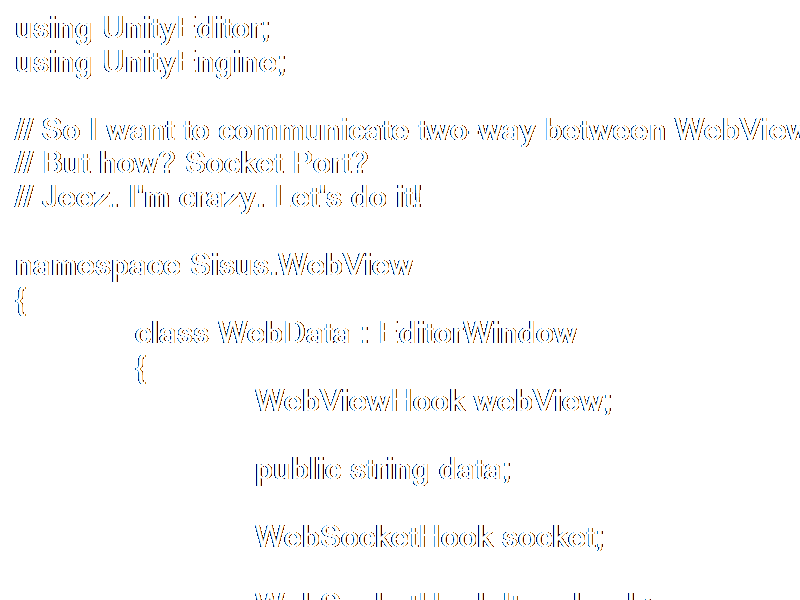 using UnityEditor;
using UnityEngine;
// So I want to communicate two way between WebView
// But how? Socket Port?
// Jeez. I'm crazy. Let's do it!
namespace Sisus.WebView
{
class WebData : EditorWindow
{
WebViewHook webView;
public string data;
WebSocketHook socket;